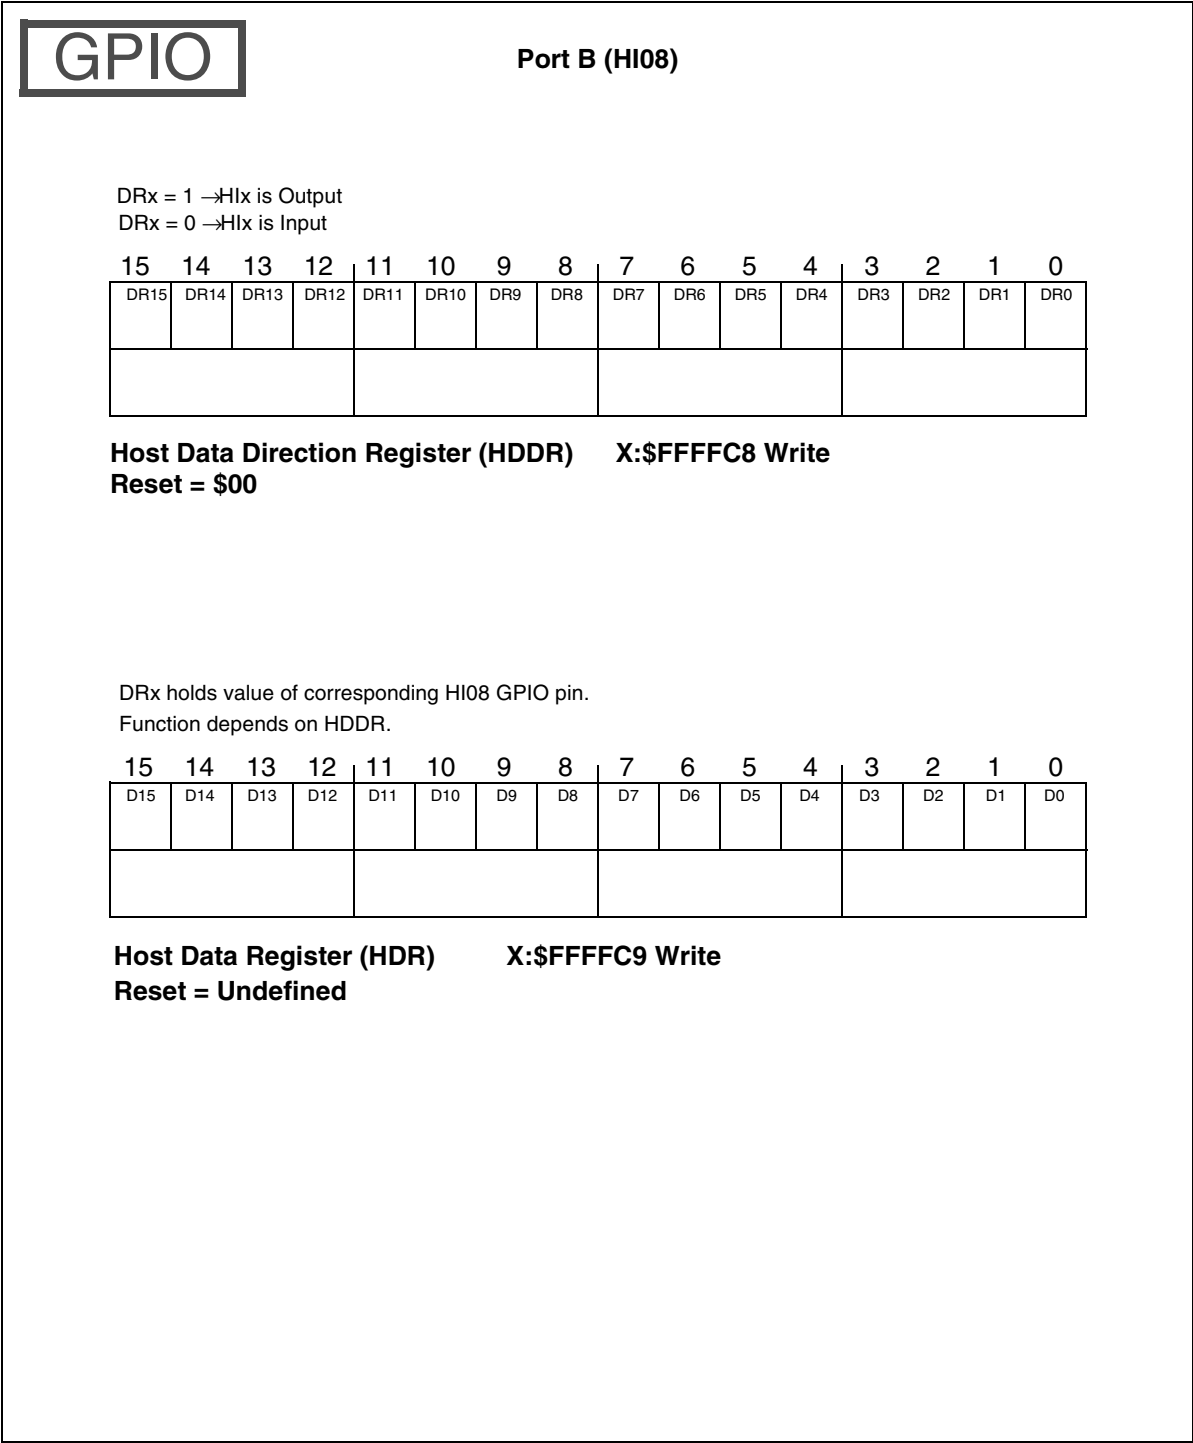 GPIO
Port B (HI08)
DRx = 1 →HIx is Output
DRx = 0 →HIx is Input
15 14 13 12 11 10 9 8 7 6 5 4 3 2 1 0
DR15 DR14 DR13 DR12 DR11 DR10 DR9 DR8 DR7 DR6 DR5 DR4 DR3 DR2 DR1 DR0
Host Data Direction Register (HDDR) X:$FFFFC8 Write
Reset = $00
DRx holds value of corresponding HI08 GPIO pin.
Function depends on HDDR.
15 14 13 12 11 10 9 8 7 6 5 4 3 2 1 0
D15 D14 D13 D12 D11 D10 D9 D8 D7 D6 D5 D4 D3 D2 D1 D0
Host Data Register (HDR) X:$FFFFC9 Write
Reset = Undefined